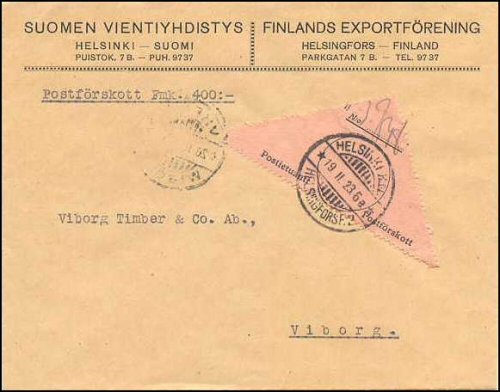 SUOMEN VIENTIYHDISTYS
HELSINKI — SUOMI
PUISTOK. 7 B. — PUH. 9737
FINLANDS EXPORTFÖRENING
HELSINGFORS — FINLAND
PARKGATAN 7 B. — TEL. 9737
Postförskott Fmk. 400:-
N:o
Postiennakko
Postförskott
HELSINKI
19 II 23
HELSINGFORS
Viborg Timber & Co. Ab.,
Viborg.